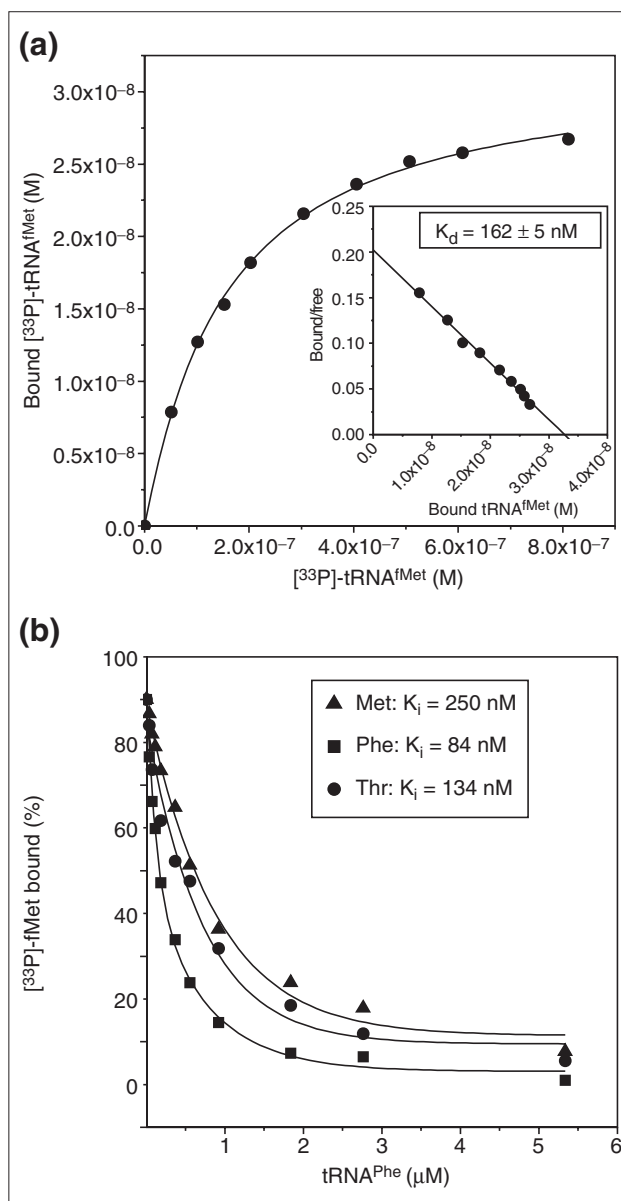 (a)
3.0x10⁻⁸
2.5x10⁻⁸
2.0x10⁻⁸
1.5x10⁻⁸
1.0x10⁻⁸
0.5x10⁻⁸
0.0
Bound [³³P]-tRNAᶠᴹᵉᵗ (M)
0.0
2.0x10⁻⁷
4.0x10⁻⁷
6.0x10⁻⁷
8.0x10⁻⁷
[³³P]-tRNAᶠᴹᵉᵗ (M)
K_d = 162 ± 5 nM
0.25
0.20
0.15
0.10
0.05
0.00
Bound/free
0.0
1.0x10⁻⁸
2.0x10⁻⁸
3.0x10⁻⁸
4.0x10⁻⁸
Bound tRNAᶠᴹᵉᵗ (M)
(b)
100
80
60
40
20
0
[³³P]-fMet bound (%)
Met: Kᵢ = 250 nM
Phe: Kᵢ = 84 nM
Thr: Kᵢ = 134 nM
1
2
3
4
5
6
tRNAᴾʰᵉ (μM)